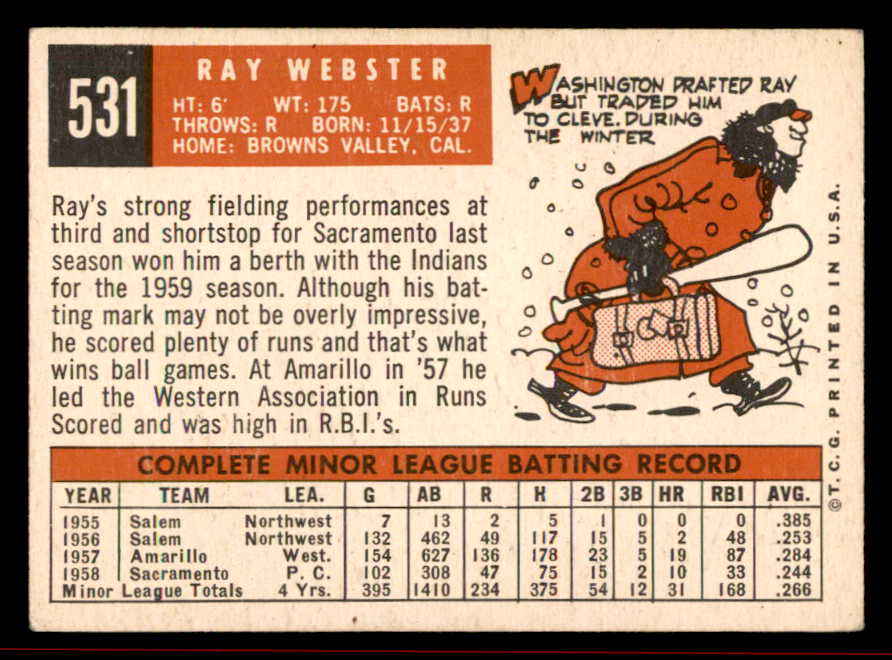 531
RAY WEBSTER
HT: 6' WT: 175 BATS: R
THROWS: R BORN: 11/15/37
HOME: BROWNS VALLEY, CAL.
WASHINGTON DRAFTED RAY
BUT TRADED HIM
TO CLEVE. DURING
THE WINTER
Ray's strong fielding performances at
third and shortstop for Sacramento last
season won him a berth with the Indians
for the 1959 season. Although his bat-
ting mark may not be overly impressive,
he scored plenty of runs and that's what
wins ball games. At Amarillo in '57 he
led the Western Association in Runs
Scored and was high in R.B.I.'s.
©T.C.G. PRINTED IN U.S.A.
COMPLETE MINOR LEAGUE BATTING RECORD
YEAR TEAM LEA. G AB R H 2B 3B HR RBI AVG.
1955 Salem Northwest 7 13 2 5 1 0 0 0 .385
1956 Salem Northwest 132 462 49 117 15 5 2 48 .253
1957 Amarillo West. 154 627 136 178 23 5 19 87 .284
1958 Sacramento P. C. 102 308 47 75 15 2 10 33 .244
Minor League Totals 4 Yrs. 395 1410 234 375 54 12 31 168 .266